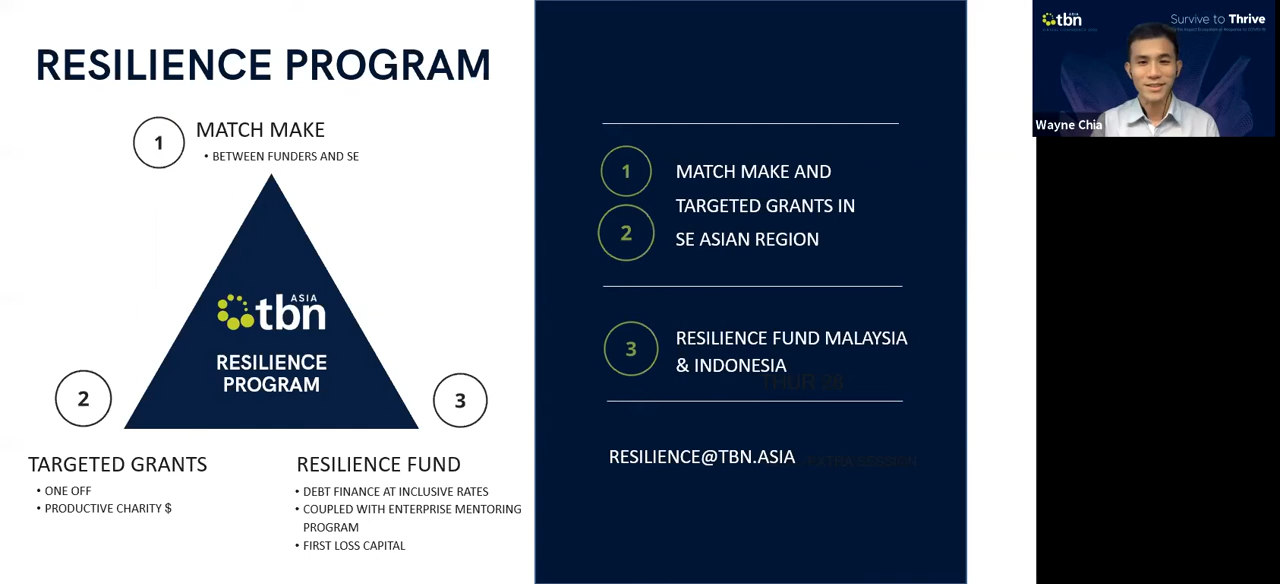 RESILIENCE PROGRAM
1
MATCH MAKE
• BETWEEN FUNDERS AND SE
tbn
ASIA
RESILIENCE
PROGRAM
2
TARGETED GRANTS
• ONE OFF
• PRODUCTIVE CHARITY $
3
RESILIENCE FUND
• DEBT FINANCE AT INCLUSIVE RATES
• COUPLED WITH ENTERPRISE MENTORING
PROGRAM
• FIRST LOSS CAPITAL
1
2
MATCH MAKE AND
TARGETED GRANTS IN
SE ASIAN REGION
3
RESILIENCE FUND MALAYSIA
& INDONESIA
RESILIENCE@TBN.ASIA
EXTRA SESSION
tbn
ASIA
Survive to Thrive
Wayne Chia